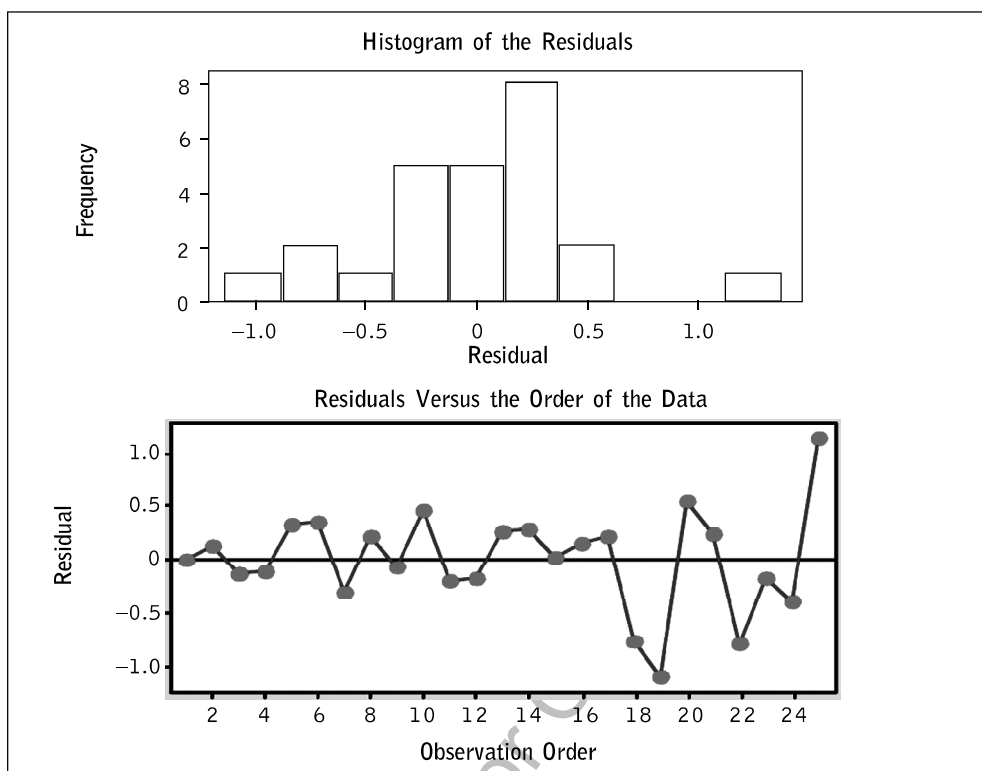 Histogram of the Residuals
Frequency
8
6
4
2
0
−1.0 −0.5 0 0.5 1.0
Residual
Residuals Versus the Order of the Data
Residual
1.0
0.5
0
−0.5
−1.0
2 4 6 8 10 12 14 16 18 20 22 24
Observation Order
or